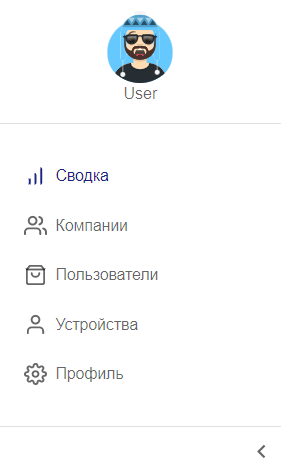 User
Сводка
Компании
Пользователи
Устройства
Профиль